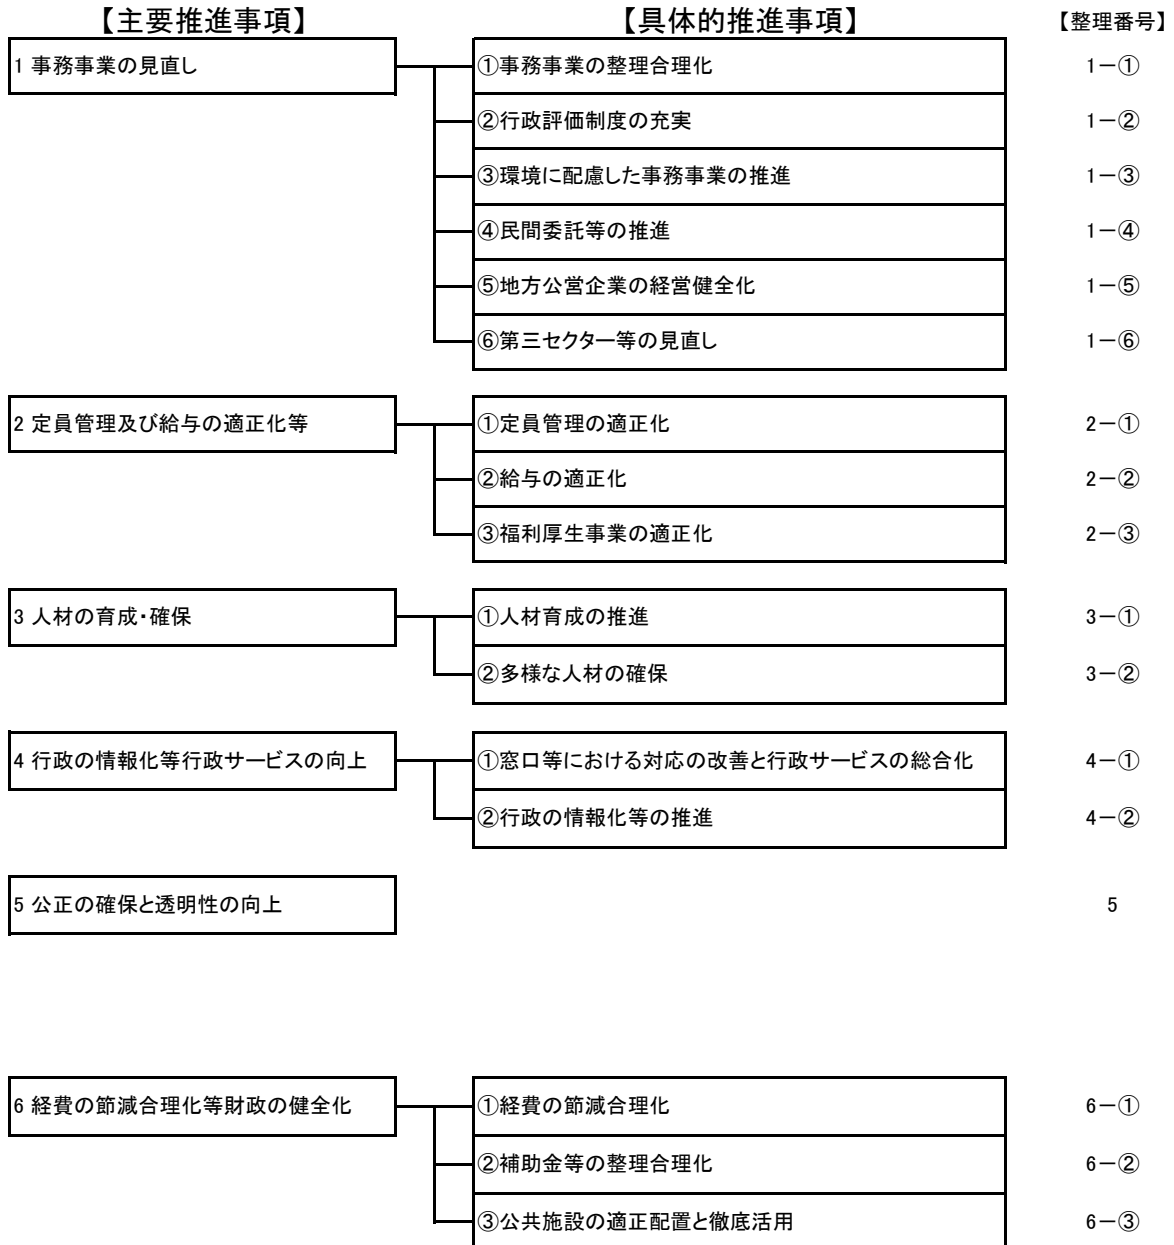 【主要推進事項】 【具体的推進事項】 【整理番号】
1 事務事業の見直し ①事務事業の整理合理化 1－①
②行政評価制度の充実 1－②
③環境に配慮した事務事業の推進 1－③
④民間委託等の推進 1－④
⑤地方公営企業の経営健全化 1－⑤
⑥第三セクター等の見直し 1－⑥
2 定員管理及び給与の適正化等 ①定員管理の適正化 2－①
②給与の適正化 2－②
③福利厚生事業の適正化 2－③
3 人材の育成・確保 ①人材育成の推進 3－①
②多様な人材の確保 3－②
4 行政の情報化等行政サービスの向上 ①窓口等における対応の改善と行政サービスの総合化 4－①
②行政の情報化等の推進 4－②
5 公正の確保と透明性の向上 5
6 経費の節減合理化等財政の健全化 ①経費の節減合理化 6－①
②補助金等の整理合理化 6－②
③公共施設の適正配置と徹底活用 6－③